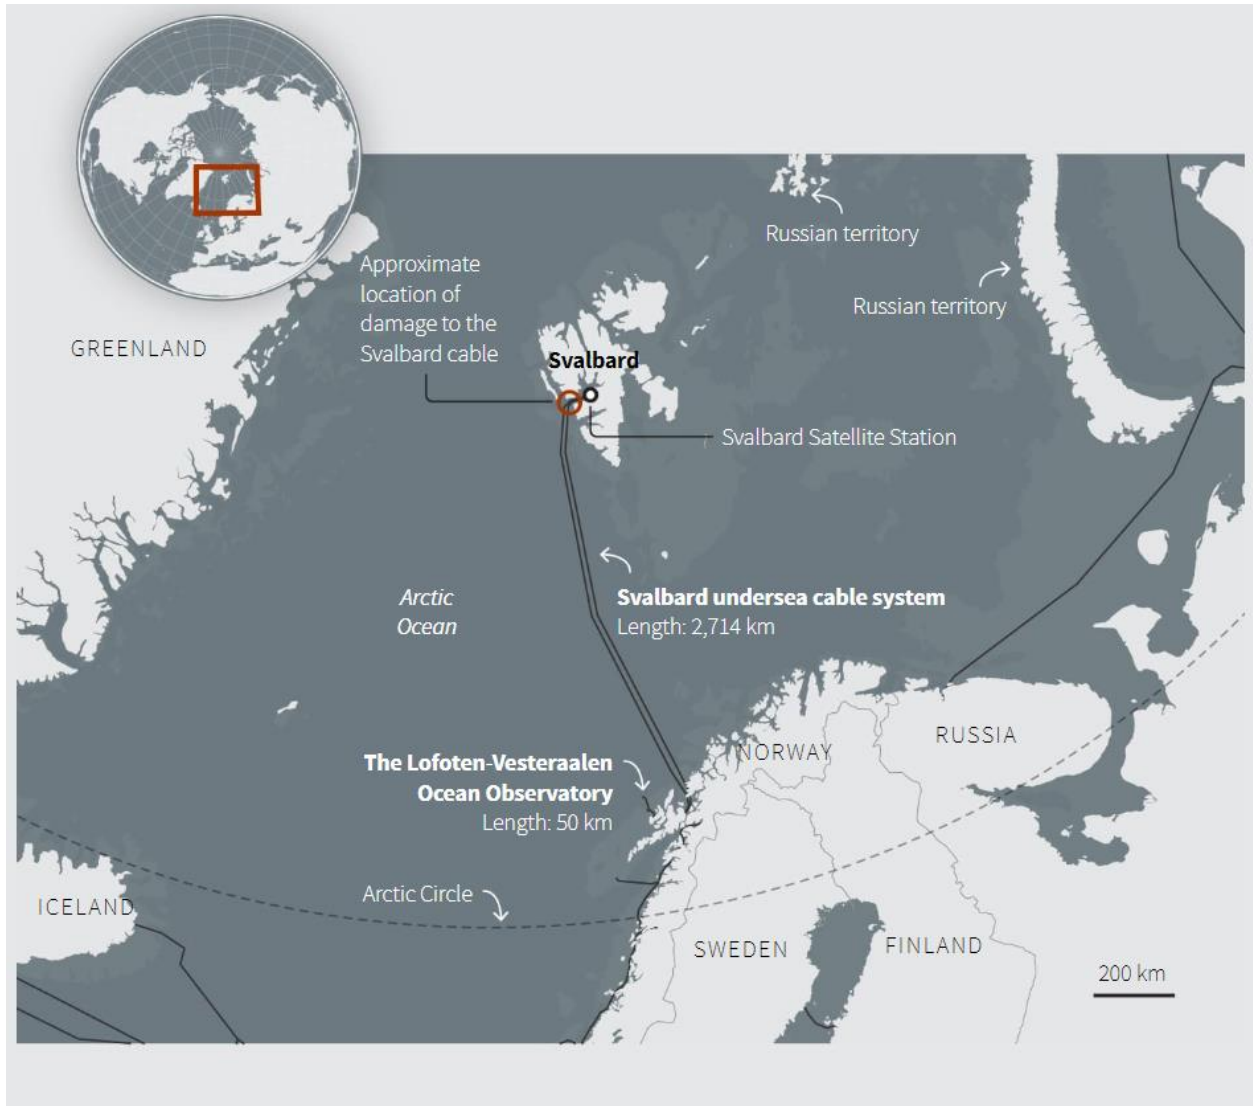 Russian territory
Approximate
location of
damage to the
Svalbard cable
Russian territory
GREENLAND
Svalbard
Svalbard Satellite Station
Arctic
Ocean
Svalbard undersea cable system
Length: 2,714 km
The Lofoten-Vesteraalen
Ocean Observatory
Length: 50 km
NORWAY
RUSSIA
Arctic Circle
ICELAND
SWEDEN
FINLAND
200 km